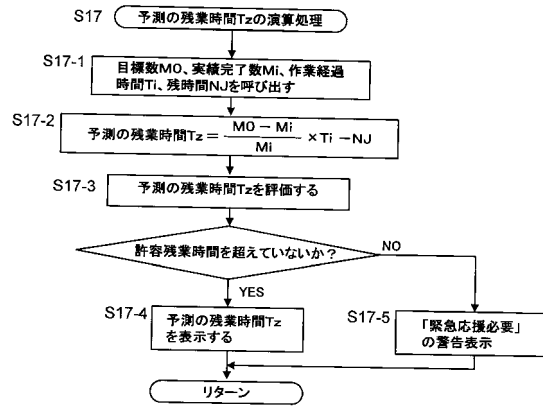 S17
予測の残業時間Tzの演算処理
S17-1
目標数MO、実績完了数Mi、作業経過
時間Ti、残時間NJを呼び出す
S17-2
予測の残業時間Tz=(MO-Mi)/Mi×Ti-NJ
S17-3
予測の残業時間Tzを評価する
許容残業時間を超えていないか?
NO
YES
S17-4
予測の残業時間Tz
を表示する
S17-5
「緊急応援必要」
の警告表示
リターン